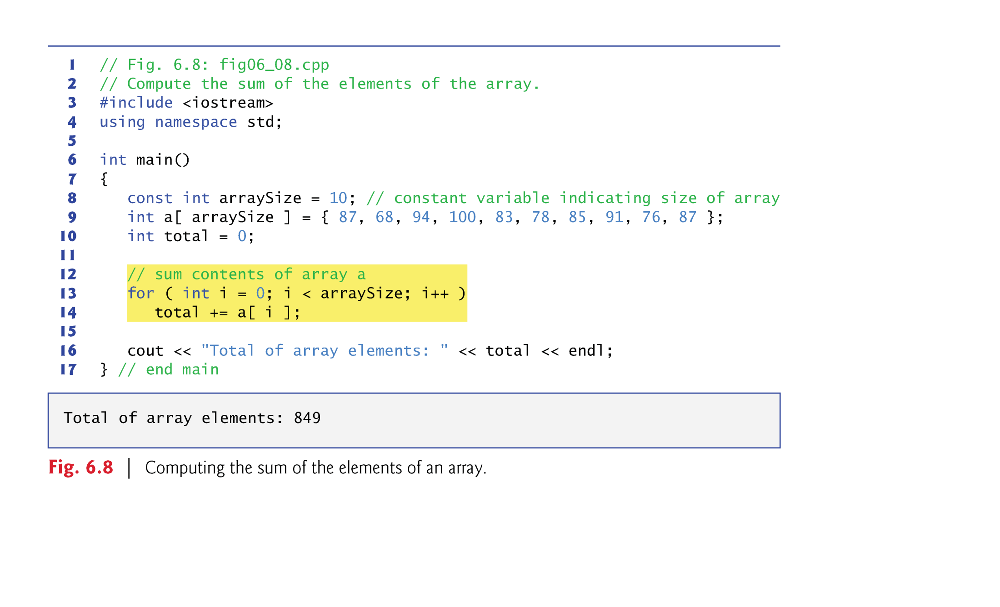 1 // Fig. 6.8: fig06_08.cpp
2 // Compute the sum of the elements of the array.
3 #include <iostream>
4 using namespace std;
5
6 int main()
7 {
8    const int arraySize = 10; // constant variable indicating size of array
9    int a[ arraySize ] = { 87, 68, 94, 100, 83, 78, 85, 91, 76, 87 };
10    int total = 0;
11
12    // sum contents of array a
13    for ( int i = 0; i < arraySize; i++ )
14       total += a[ i ];
15
16    cout << "Total of array elements: " << total << endl;
17 } // end main
Total of array elements: 849
Fig. 6.8 | Computing the sum of the elements of an array.